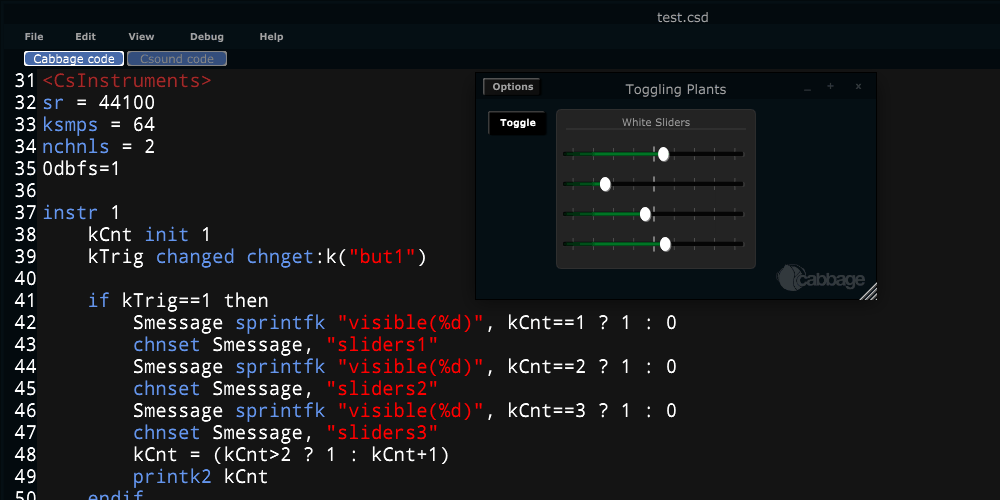 test.csd
File Edit View Debug Help
Cabbage code Csound code
31 <CsInstruments>
32 sr = 44100
33 ksmps = 64
34 nchnls = 2
35 0dbfs=1
36
37 instr 1
38 kCnt init 1
39 kTrig changed chnget:k("but1")
40
41 if kTrig==1 then
42 Smessage sprintfk "visible(%d)", kCnt==1 ? 1 : 0
43 chnset Smessage, "sliders1"
44 Smessage sprintfk "visible(%d)", kCnt==2 ? 1 : 0
45 chnset Smessage, "sliders2"
46 Smessage sprintfk "visible(%d)", kCnt==3 ? 1 : 0
47 chnset Smessage, "sliders3"
48 kCnt = (kCnt>2 ? 1 : kCnt+1)
49 printk2 kCnt
50 endif
Options Toggling Plants
Toggle
White Sliders
cabbage